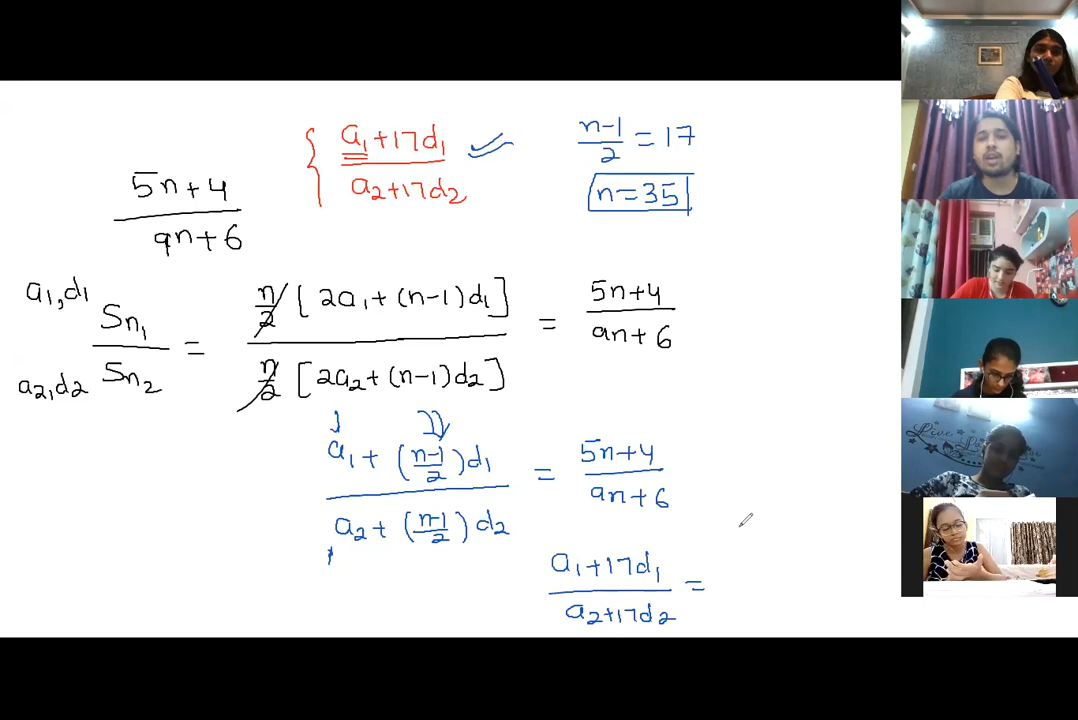 5n+4
9n+6
a₁+17d₁
a₂+17d₂
n-1/2 = 17
n=35
a₁,d₁
a₂,d₂
Sn₁/Sn₂ = n/2 [2a₁+(n-1)d₁] / n/2 [2a₂+(n-1)d₂] = 5n+4/9n+6
a₁+(n-1/2)d₁ / a₂+(n-1/2)d₂ = 5n+4/9n+6
a₁+17d₁/a₂+17d₂ =
Live